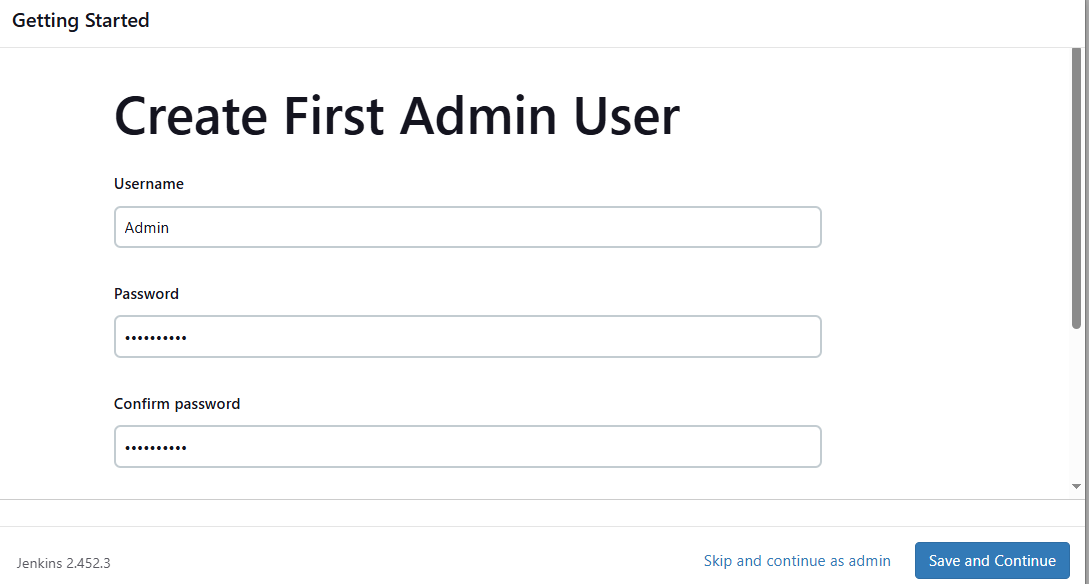 Getting Started
Create First Admin User
Username
Admin
Password
••••••••••
Confirm password
••••••••••
Jenkins 2.452.3
Skip and continue as admin
Save and Continue